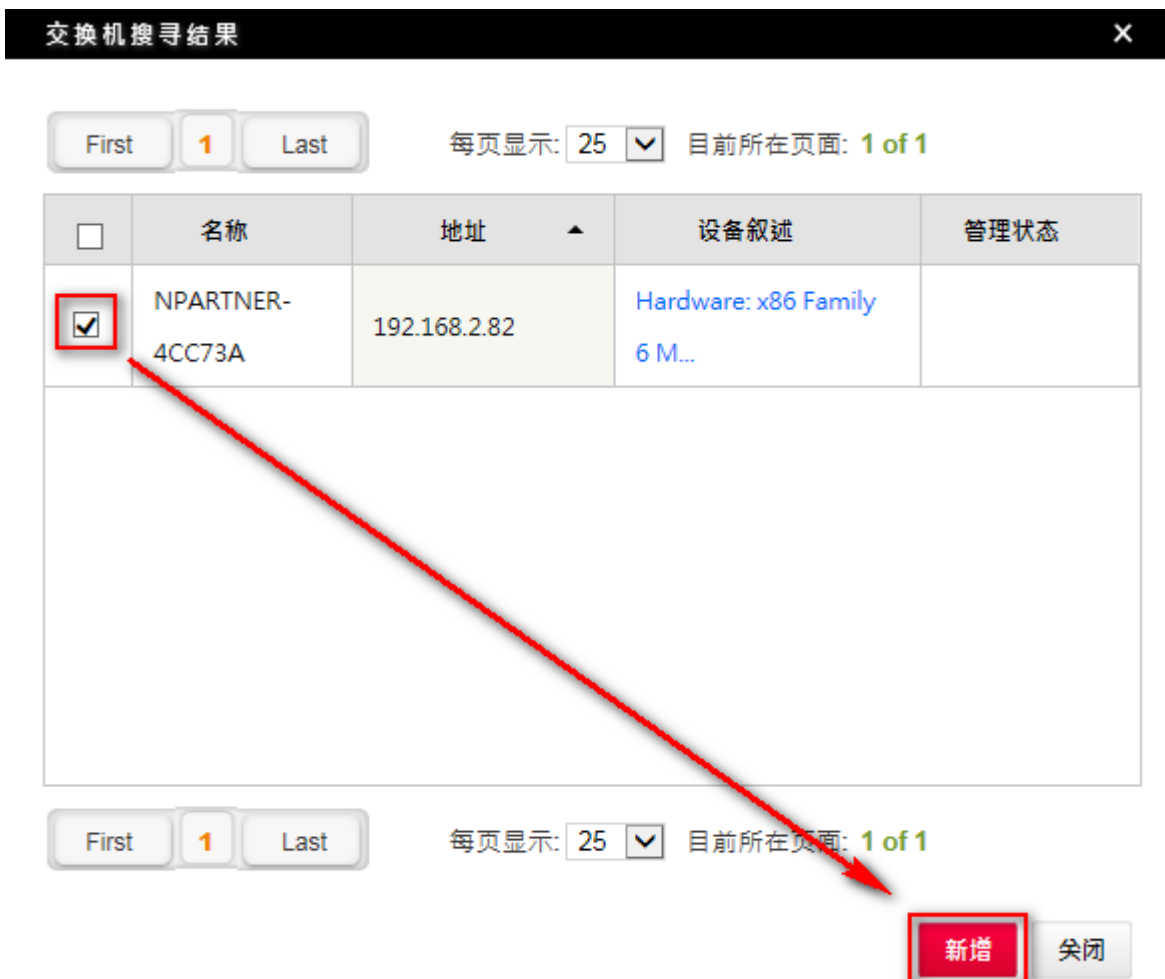 交换机搜寻结果
First 1 Last 每页显示: 25 目前所在页面: 1 of 1
名称 地址 设备叙述 管理状态
NPARTNER-
4CC73A
192.168.2.82
Hardware: x86 Family
6 M...
First 1 Last 每页显示: 25 目前所在页面: 1 of 1
新增 关闭